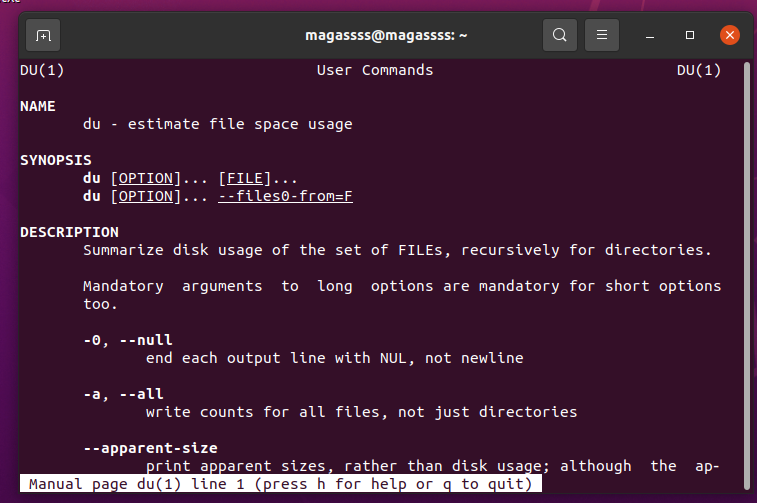 magassss@magassss: ~
DU(1) User Commands DU(1)
NAME
du - estimate file space usage
SYNOPSIS
du [OPTION]... [FILE]...
du [OPTION]... --files0-from=F
DESCRIPTION
Summarize disk usage of the set of FILEs, recursively for directories.
Mandatory arguments to long options are mandatory for short options
too.
-0, --null
end each output line with NUL, not newline
-a, --all
write counts for all files, not just directories
--apparent-size
print apparent sizes, rather than disk usage; although the ap-
Manual page du(1) line 1 (press h for help or q to quit)